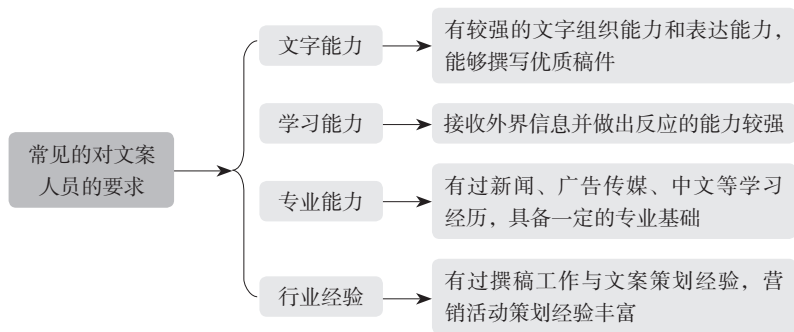 常见的对文案
人员的要求
文字能力
有较强的文字组织能力和表达能力，
能够撰写优质稿件
学习能力
接收外界信息并做出反应的能力较强
专业能力
有过新闻、广告传媒、中文等学习
经历，具备一定的专业基础
行业经验
有过撰稿工作与文案策划经验，营
销活动策划经验丰富